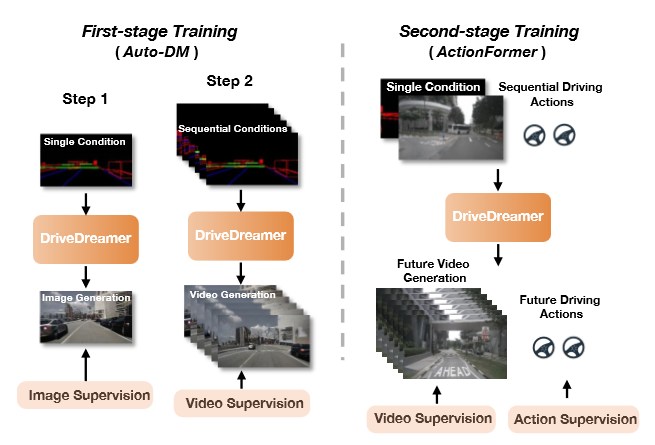 First-stage Training
( Auto-DM )
Step 1
Step 2
Single Condition
Sequential Conditions
DriveDreamer
DriveDreamer
Image Generation
Video Generation
Image Supervision
Video Supervision
Second-stage Training
( ActionFormer )
Single Condition
Sequential Driving
Actions
DriveDreamer
Future Video
Generation
Future Driving
Actions
AHEAD
Video Supervision
Action Supervision